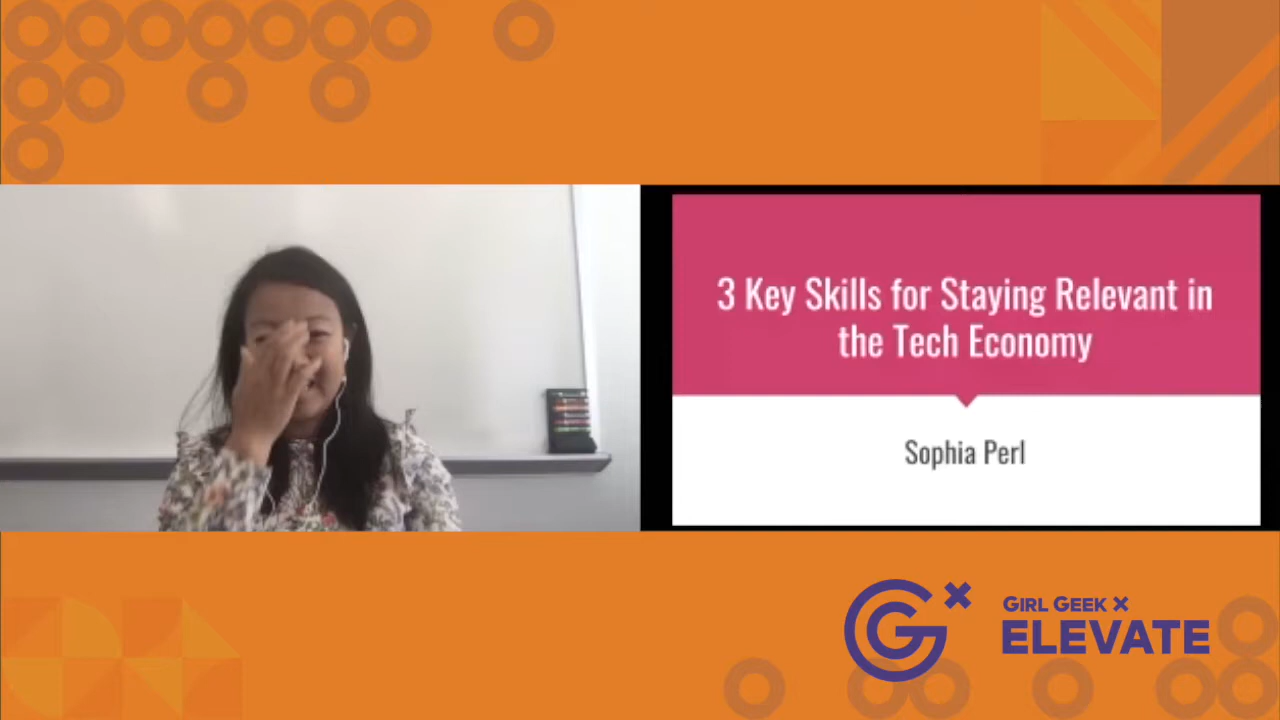 3 Key Skills for Staying Relevant in
the Tech Economy
Sophia Perl
GIRL GEEK X
ELEVATE